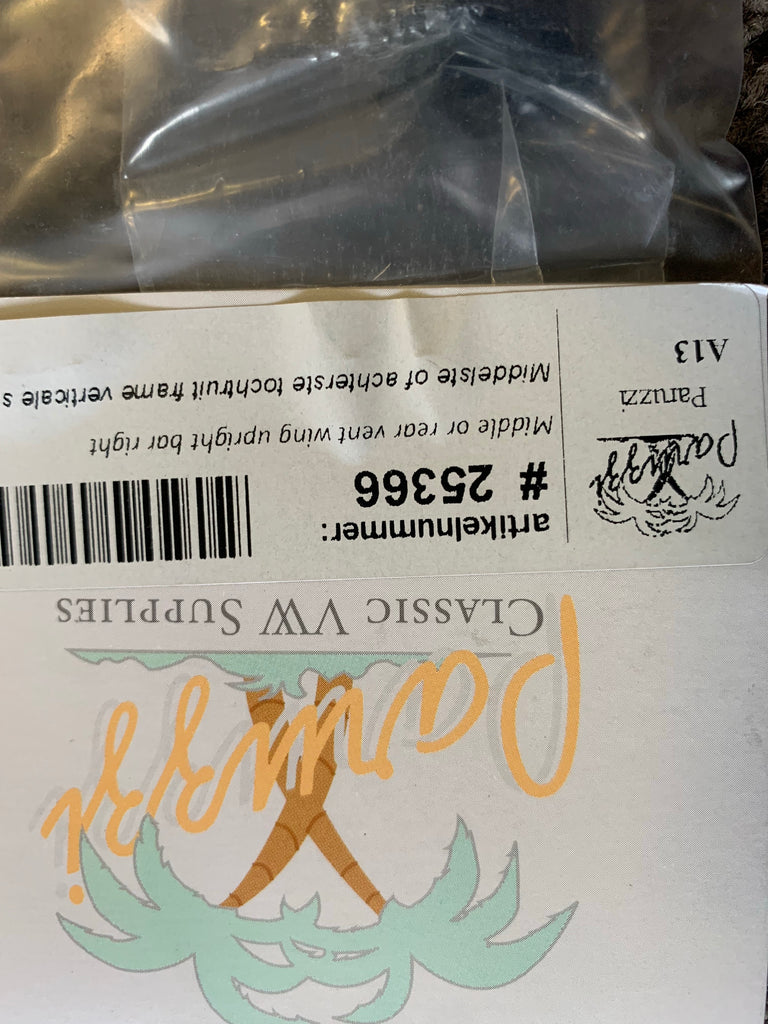 Paruzzi
CLASSIC VW SUPPLIES
Paruzzi
Paruzzi
A13
artikelnummer:
# 25366
Middle or rear vent wing upright bar right
Middelste of achterste tochtruit frame verticale s